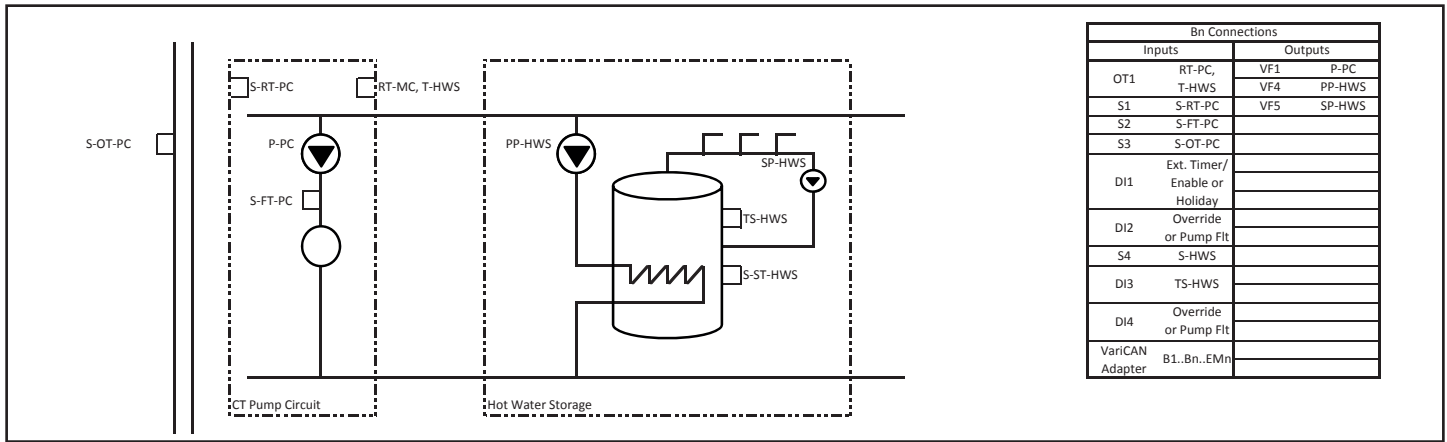 S-OT-PC
S-RT-PC
RT-MC, T-HWS
P-PC
S-FT-PC
CT Pump Circuit
PP-HWS
SP-HWS
TS-HWS
S-ST-HWS
Hot Water Storage
Bn Connections
Inputs Outputs
OT1 RT-PC, T-HWS VF1 P-PC
VF4 PP-HWS
S1 S-RT-PC VF5 SP-HWS
S2 S-FT-PC
S3 S-OT-PC
DI1 Ext. Timer/
Enable or
Holiday
DI2 Override
or Pump Flt
S4 S-HWS
DI3 TS-HWS
DI4 Override
or Pump Flt
VariCAN
Adapter B1..Bn..EMn